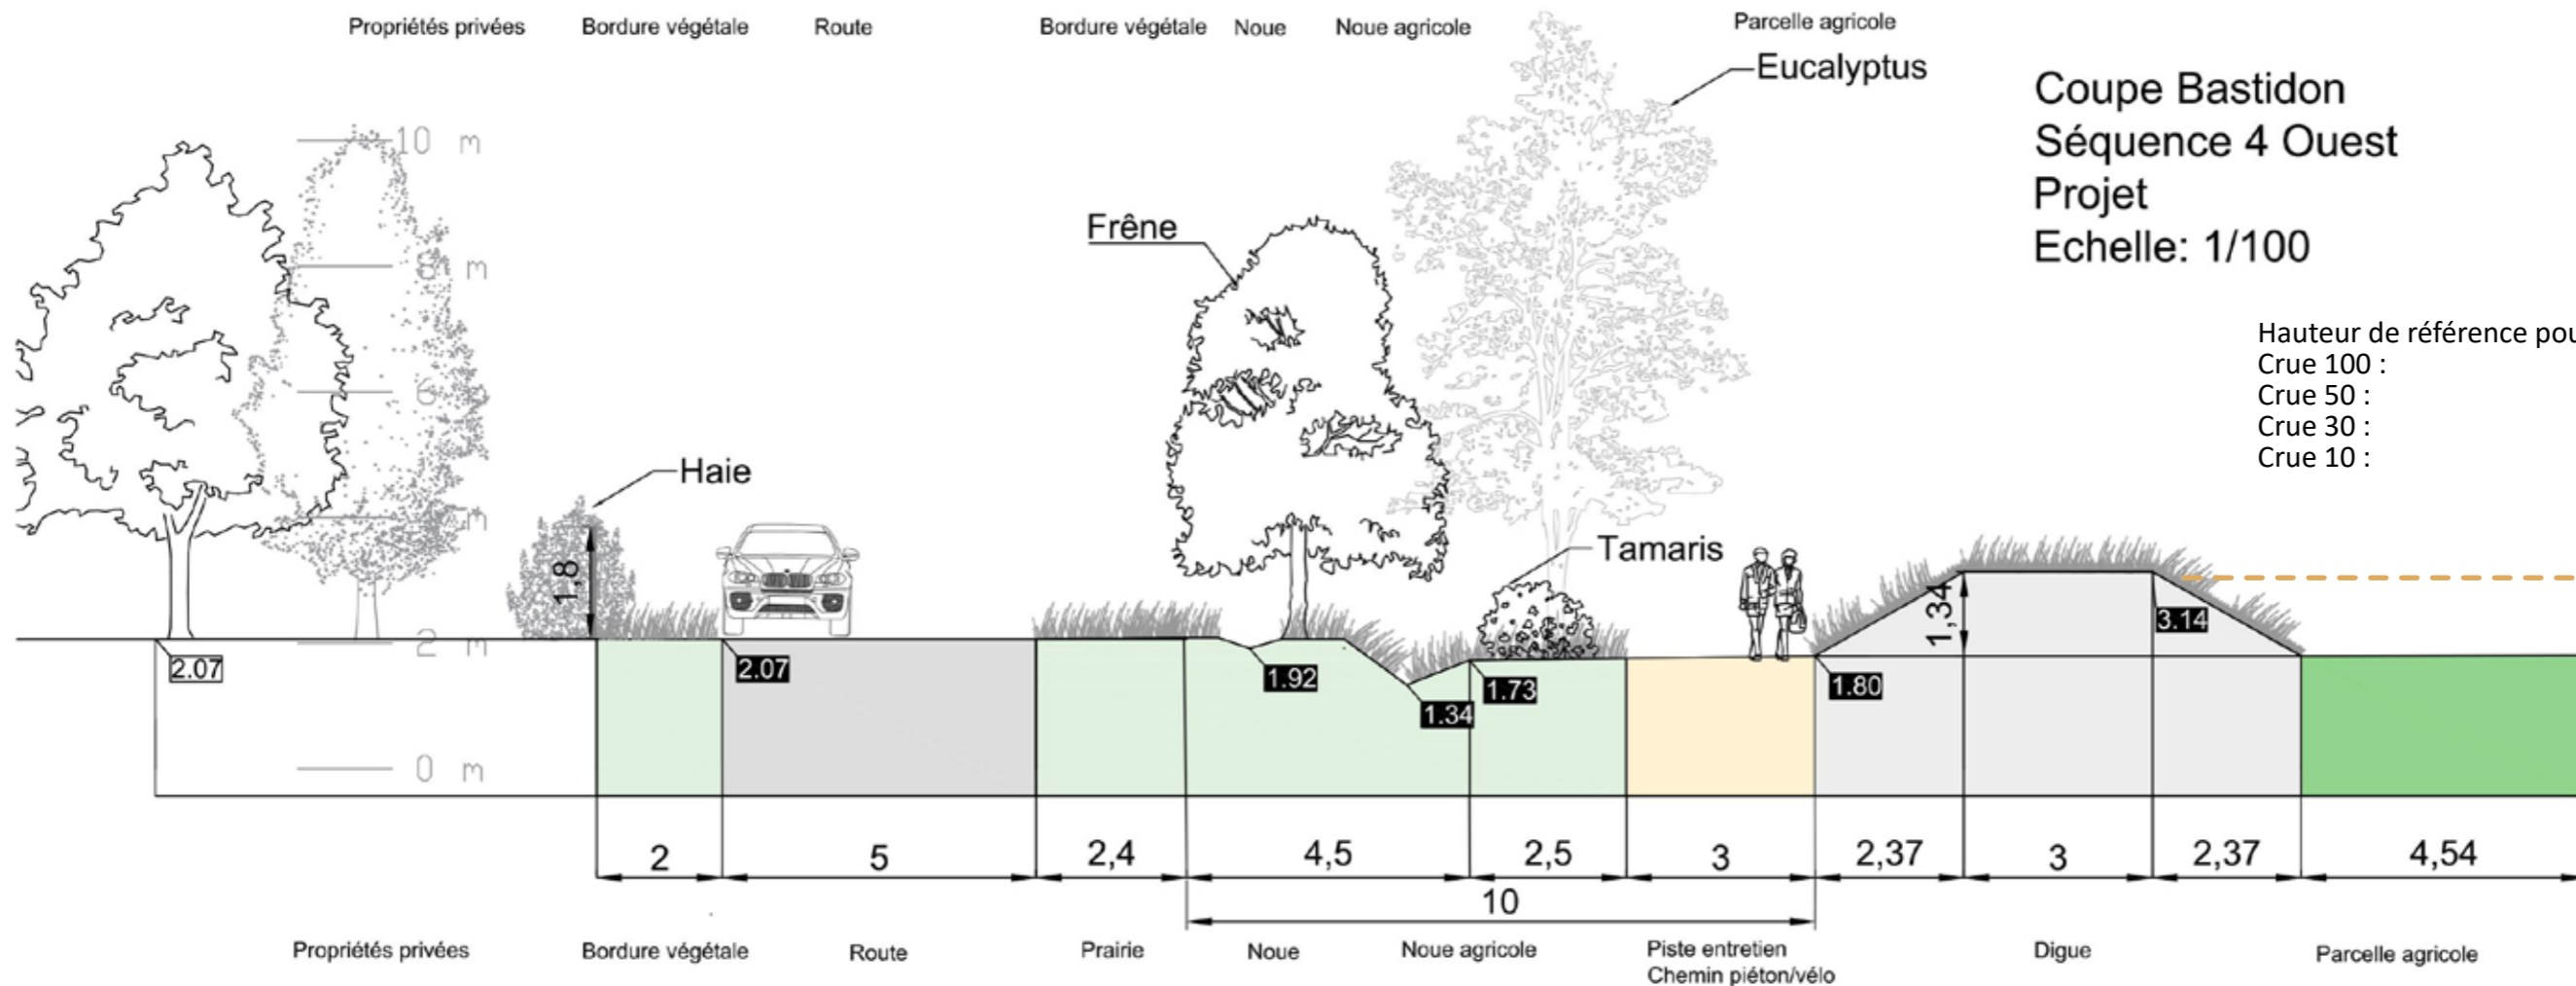 Propriétés privées
Bordure végétale
Route
Bordure végétale
Noue
Noue agricole
Parcelle agricole
Eucalyptus
Coupe Bastidon
Séquence 4 Ouest
Projet
Echelle: 1/100
10 m
8 m
6
m
2 m
0 m
Frêne
Haie
Tamaris
Hauteur de référence pou
Crue 100 :
Crue 50 :
Crue 30 :
Crue 10 :
1,8
1,34
3.14
2.07
2.07
1.92
1.34
1.73
1.80
2
5
2,4
4,5
2,5
3
2,37
3
2,37
4,54
10
Propriétés privées
Bordure végétale
Route
Prairie
Noue
Noue agricole
Piste entretien
Chemin piéton/vélo
Digue
Parcelle agricole